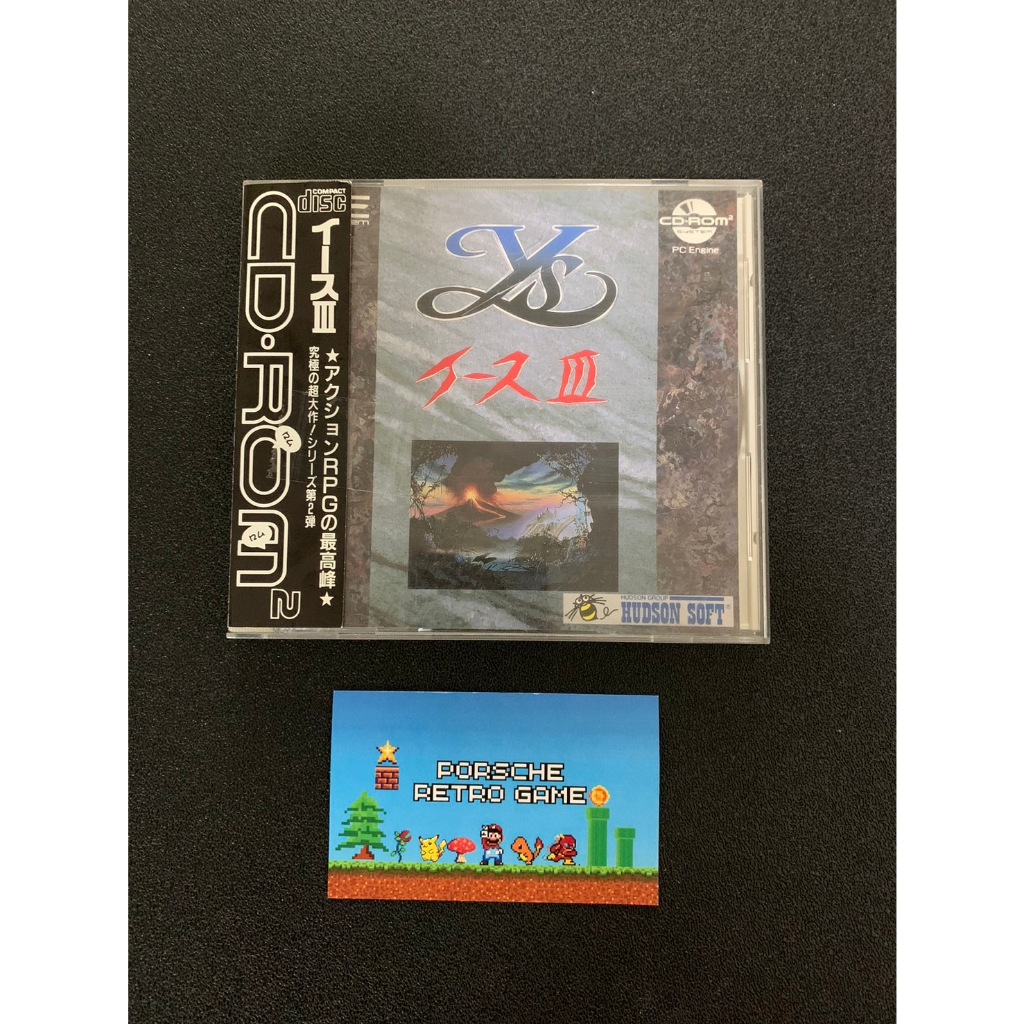 COMPACT
disc
イースIII
★アクションRPGの最高峰★
究極の超大作!シリーズ第2弾
CD・ROM2
ロム
ロム
Ys
イースIII
CD-ROM2
SYSTEM
PC Engine
HUDSON GROUP
HUDSON SOFT®
PORSCHE
RETRO GAME